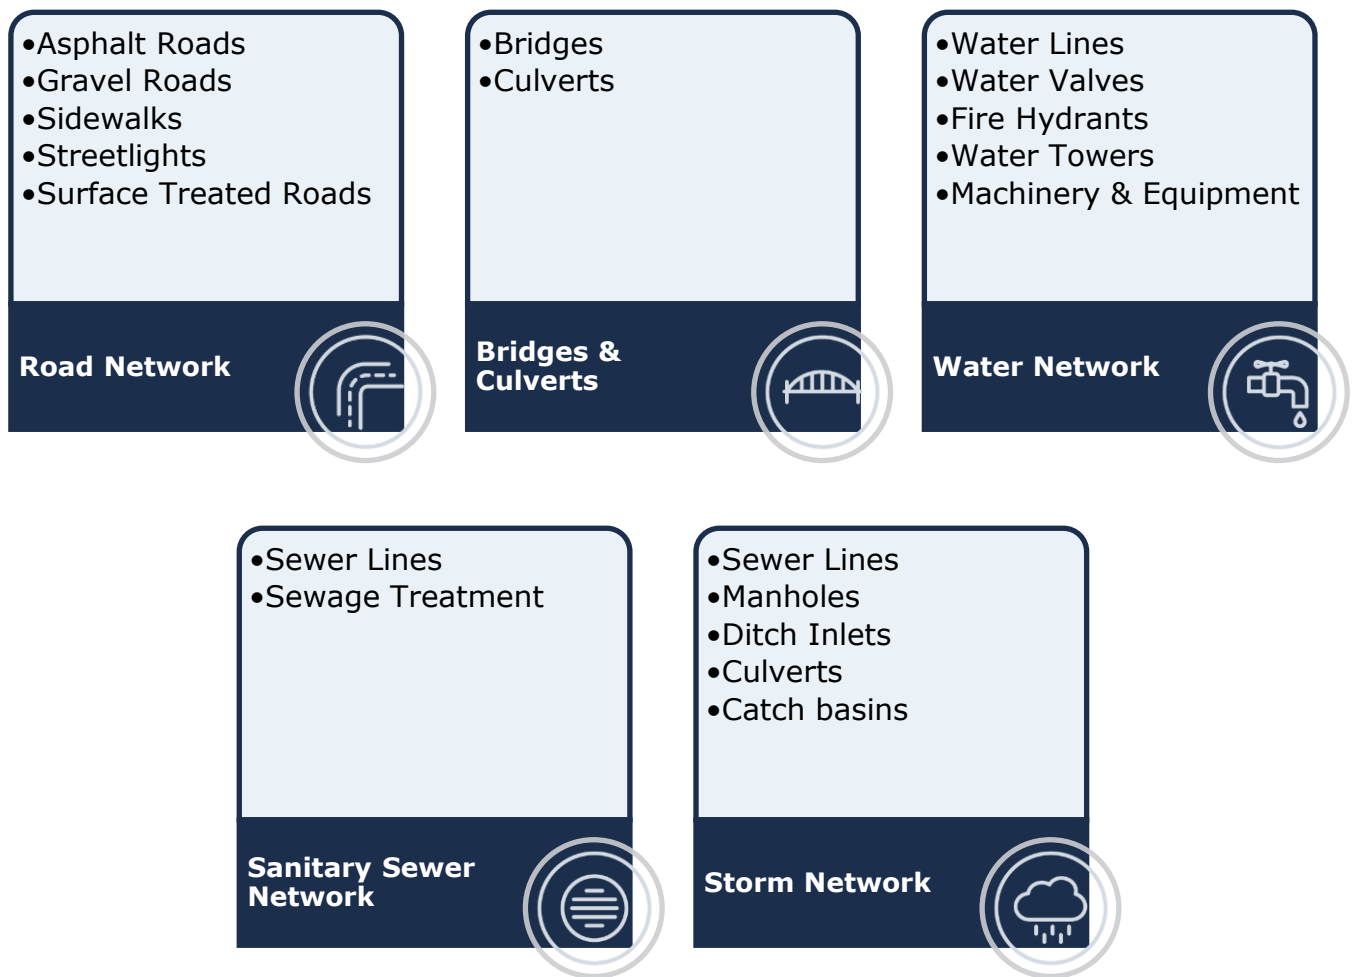 •Asphalt Roads
•Gravel Roads
•Sidewalks
•Streetlights
•Surface Treated Roads
Road Network
•Bridges
•Culverts
Bridges &
Culverts
•Water Lines
•Water Valves
•Fire Hydrants
•Water Towers
•Machinery & Equipment
Water Network
•Sewer Lines
•Sewage Treatment
Sanitary Sewer
Network
•Sewer Lines
•Manholes
•Ditch Inlets
•Culverts
•Catch basins
Storm Network